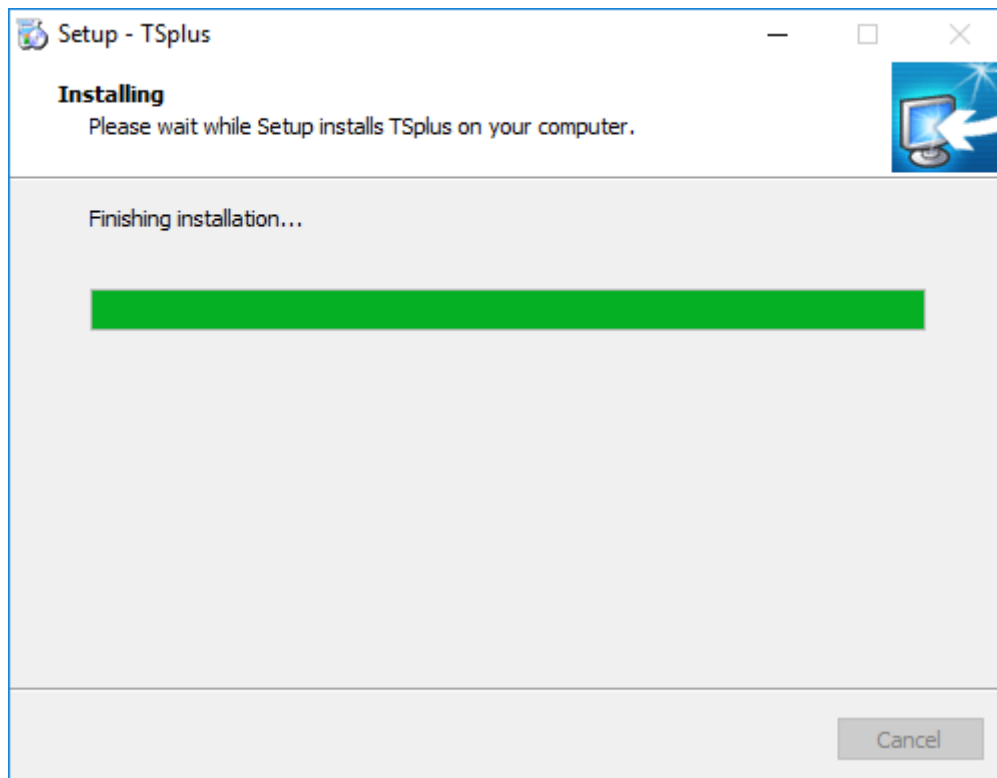 Setup - TSplus
Installing
Please wait while Setup installs TSplus on your computer.
Finishing installation...
Cancel